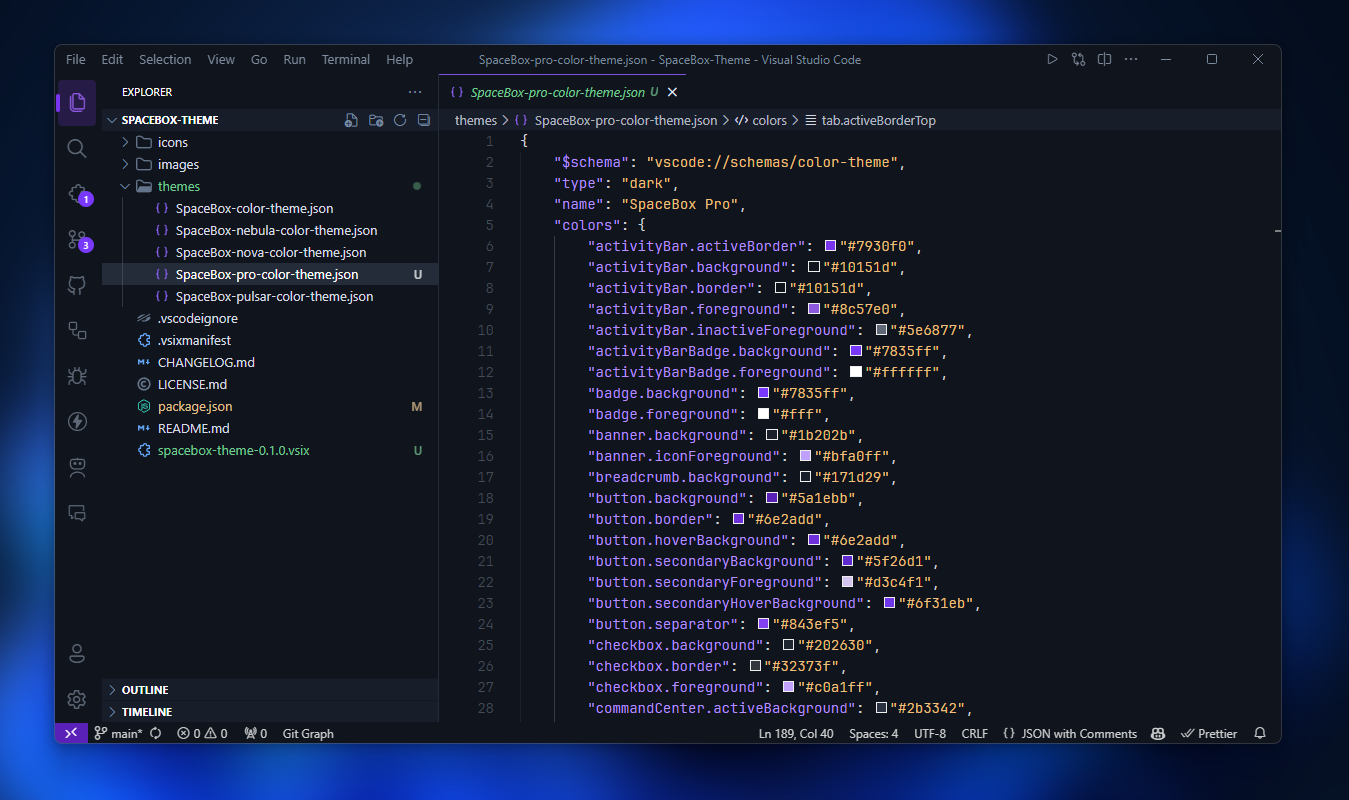 File Edit Selection View Go Run Terminal Help
SpaceBox-pro-color-theme.json - SpaceBox-Theme - Visual Studio Code
EXPLORER
SPACEBOX-THEME
icons
images
themes
SpaceBox-color-theme.json
SpaceBox-nebula-color-theme.json
SpaceBox-nova-color-theme.json
SpaceBox-pro-color-theme.json U
SpaceBox-pulsar-color-theme.json
.vscodeignore
.vsixmanifest
CHANGELOG.md
LICENSE.md
package.json M
README.md
spacebox-theme-0.1.0.vsix U
OUTLINE
TIMELINE
1
3
{ } SpaceBox-pro-color-theme.json U
themes > { } SpaceBox-pro-color-theme.json > </> colors > tab.activeBorderTop
1 {
2 "$schema": "vscode://schemas/color-theme",
3 "type": "dark",
4 "name": "SpaceBox Pro",
5 "colors": {
6 "activityBar.activeBorder": "#7930f0",
7 "activityBar.background": "#10151d",
8 "activityBar.border": "#10151d",
9 "activityBar.foreground": "#8c57e0",
10 "activityBar.inactiveForeground": "#5e6877",
11 "activityBarBadge.background": "#7835ff",
12 "activityBarBadge.foreground": "#ffffff",
13 "badge.background": "#7835ff",
14 "badge.foreground": "#fff",
15 "banner.background": "#1b202b",
16 "banner.iconForeground": "#bfa0ff",
17 "breadcrumb.background": "#171d29",
18 "button.background": "#5a1ebb",
19 "button.border": "#6e2add",
20 "button.hoverBackground": "#6e2add",
21 "button.secondaryBackground": "#5f26d1",
22 "button.secondaryForeground": "#d3c4f1",
23 "button.secondaryHoverBackground": "#6f31eb",
24 "button.separator": "#843ef5",
25 "checkbox.background": "#202630",
26 "checkbox.border": "#32373f",
27 "checkbox.foreground": "#c0a1ff",
28 "commandCenter.activeBackground": "#2b3342",
main* 0 0 0 Git Graph
Ln 189, Col 40 Spaces: 4 UTF-8 CRLF { } JSON with Comments Prettier